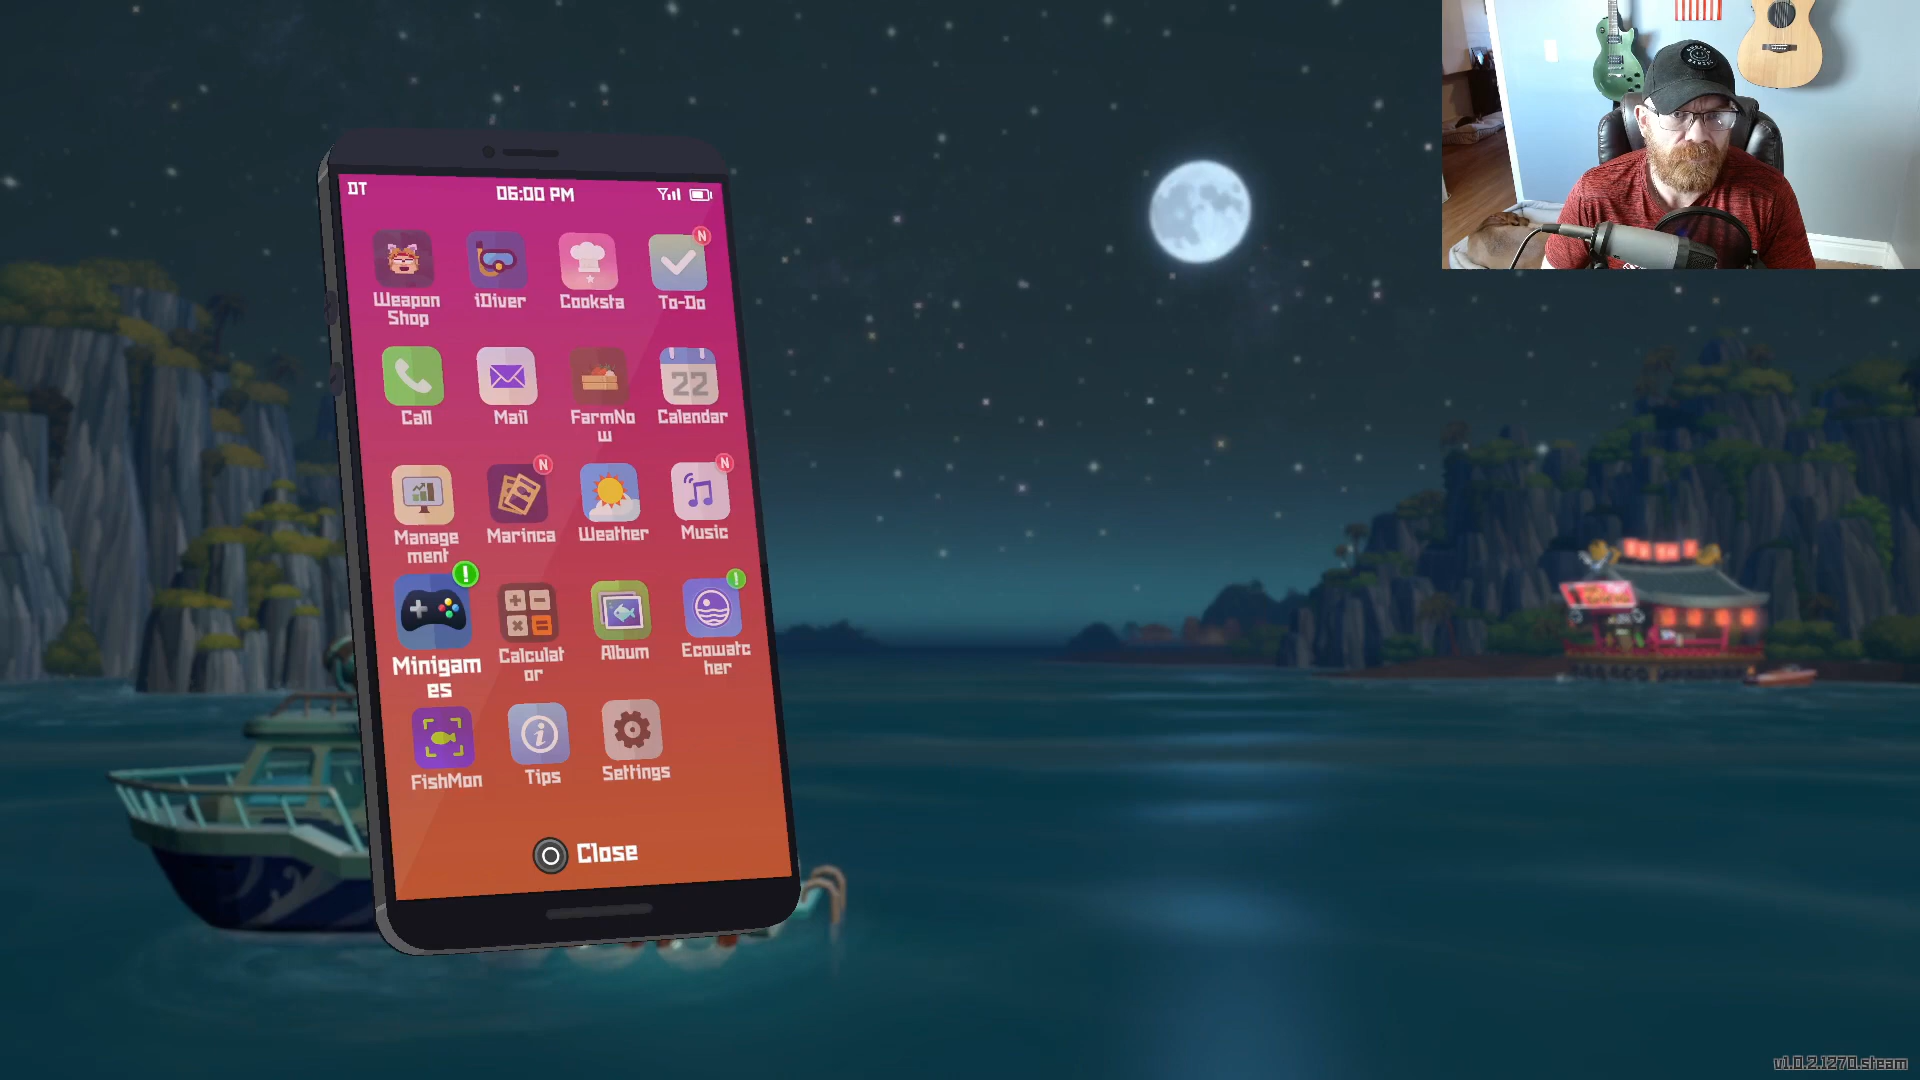 DT
06:00 PM
N
Weapon
Shop
iDiver
Cooksta
To-Do
Call
Mail
FarmNo
w
22
Calendar
N
N
Manage
ment
Marinca
Weather
Music
!
!
Minigam
es
Calculat
or
Album
Ecowatc
her
FishMon
Tips
Settings
Close
v1.0.2.1270.steam